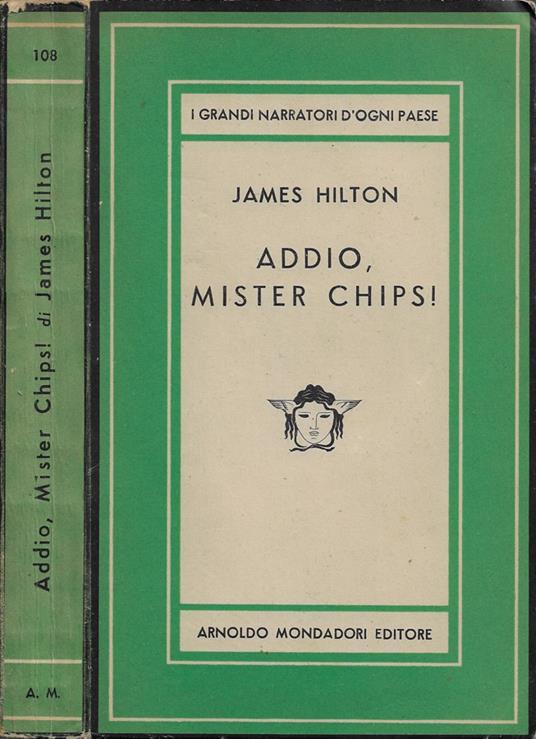 108
Addio, Mister Chips! di James Hilton
A. M.
I GRANDI NARRATORI D'OGNI PAESE
JAMES HILTON
ADDIO,
MISTER CHIPS!
ARNOLDO MONDADORI EDITORE